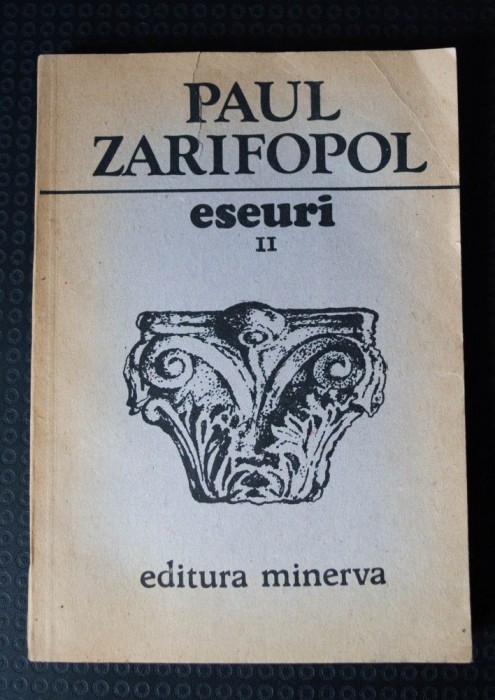 PAUL
ZARIFOPOL
eseuri
II
editura minerva